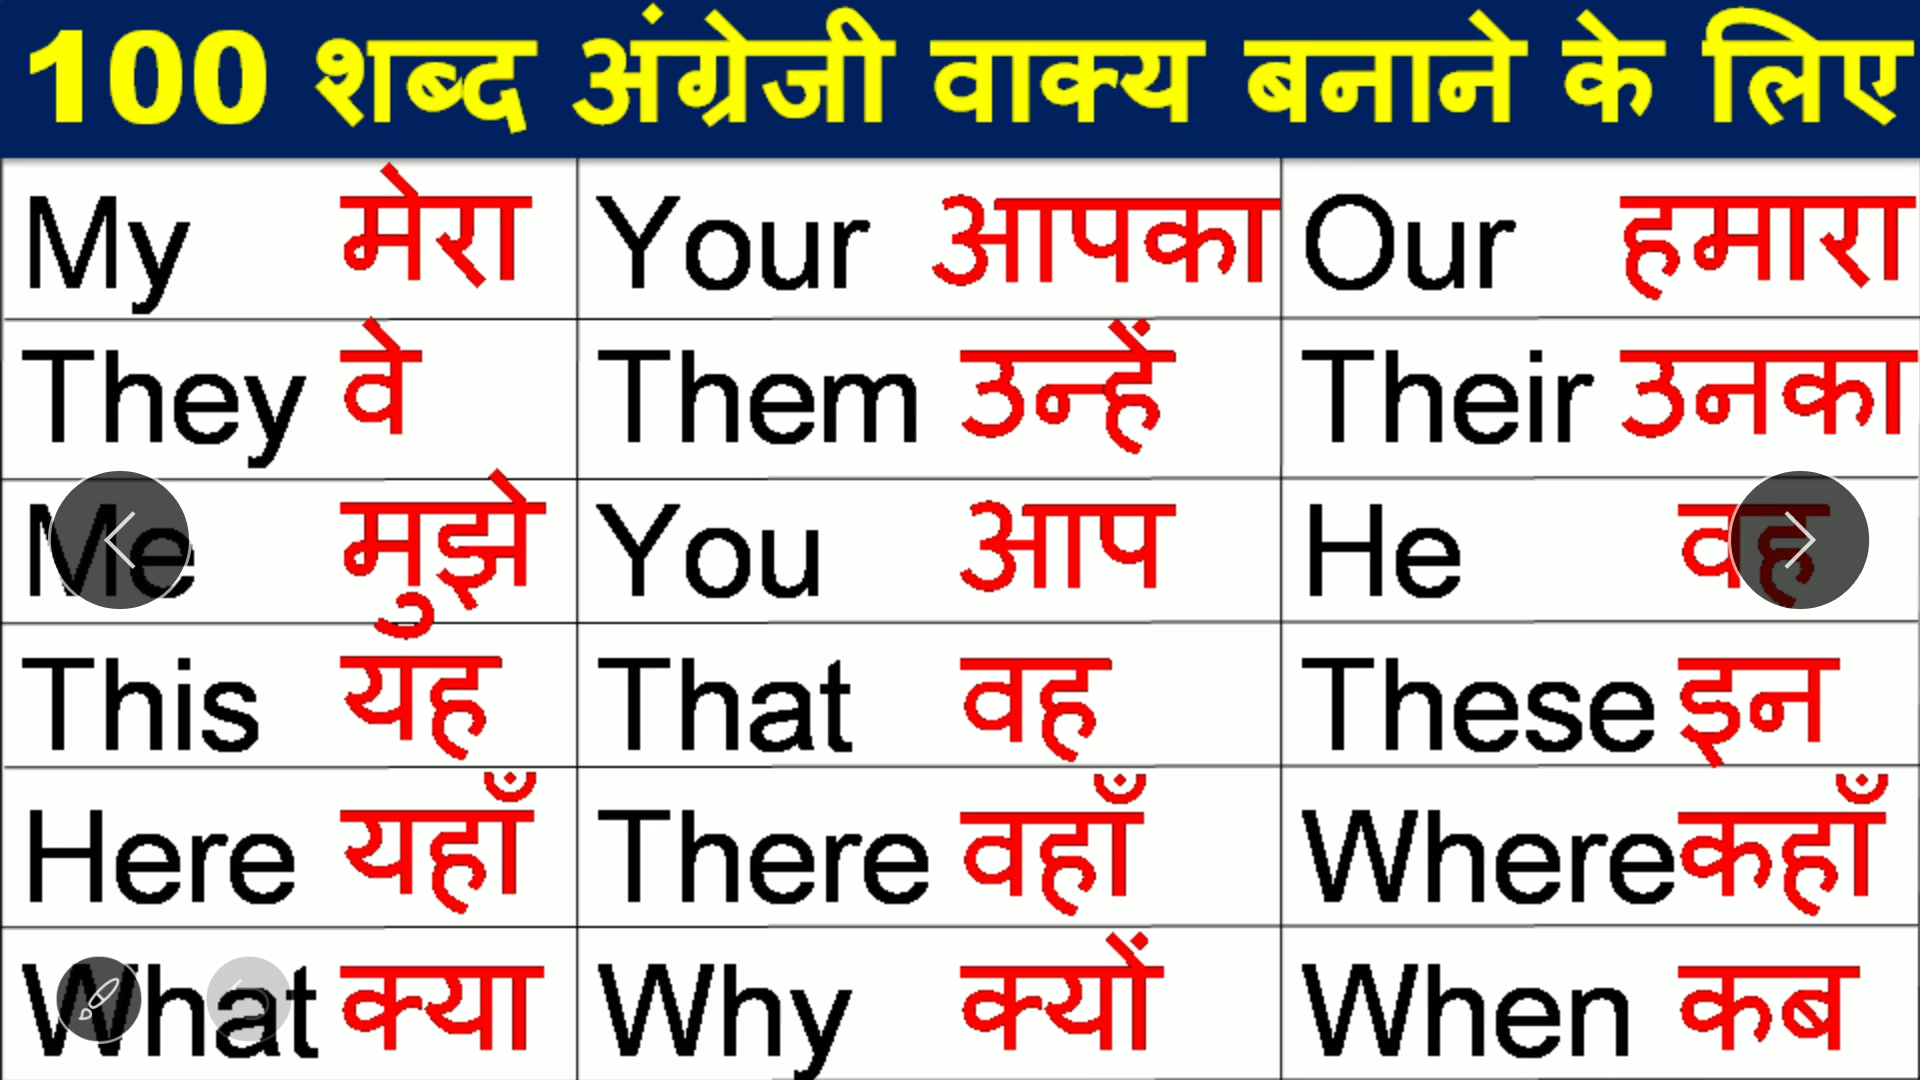 100 शब्द अंग्रेजी वाक्य बनाने के लिए
My मेरा Your आपका Our हमारा
They वे Them उन्हें Their उनका
Me मुझे You आप He वह
This यह That वह These इन
Here यहाँ There वहाँ Where कहाँ
What क्या Why क्यों When कब